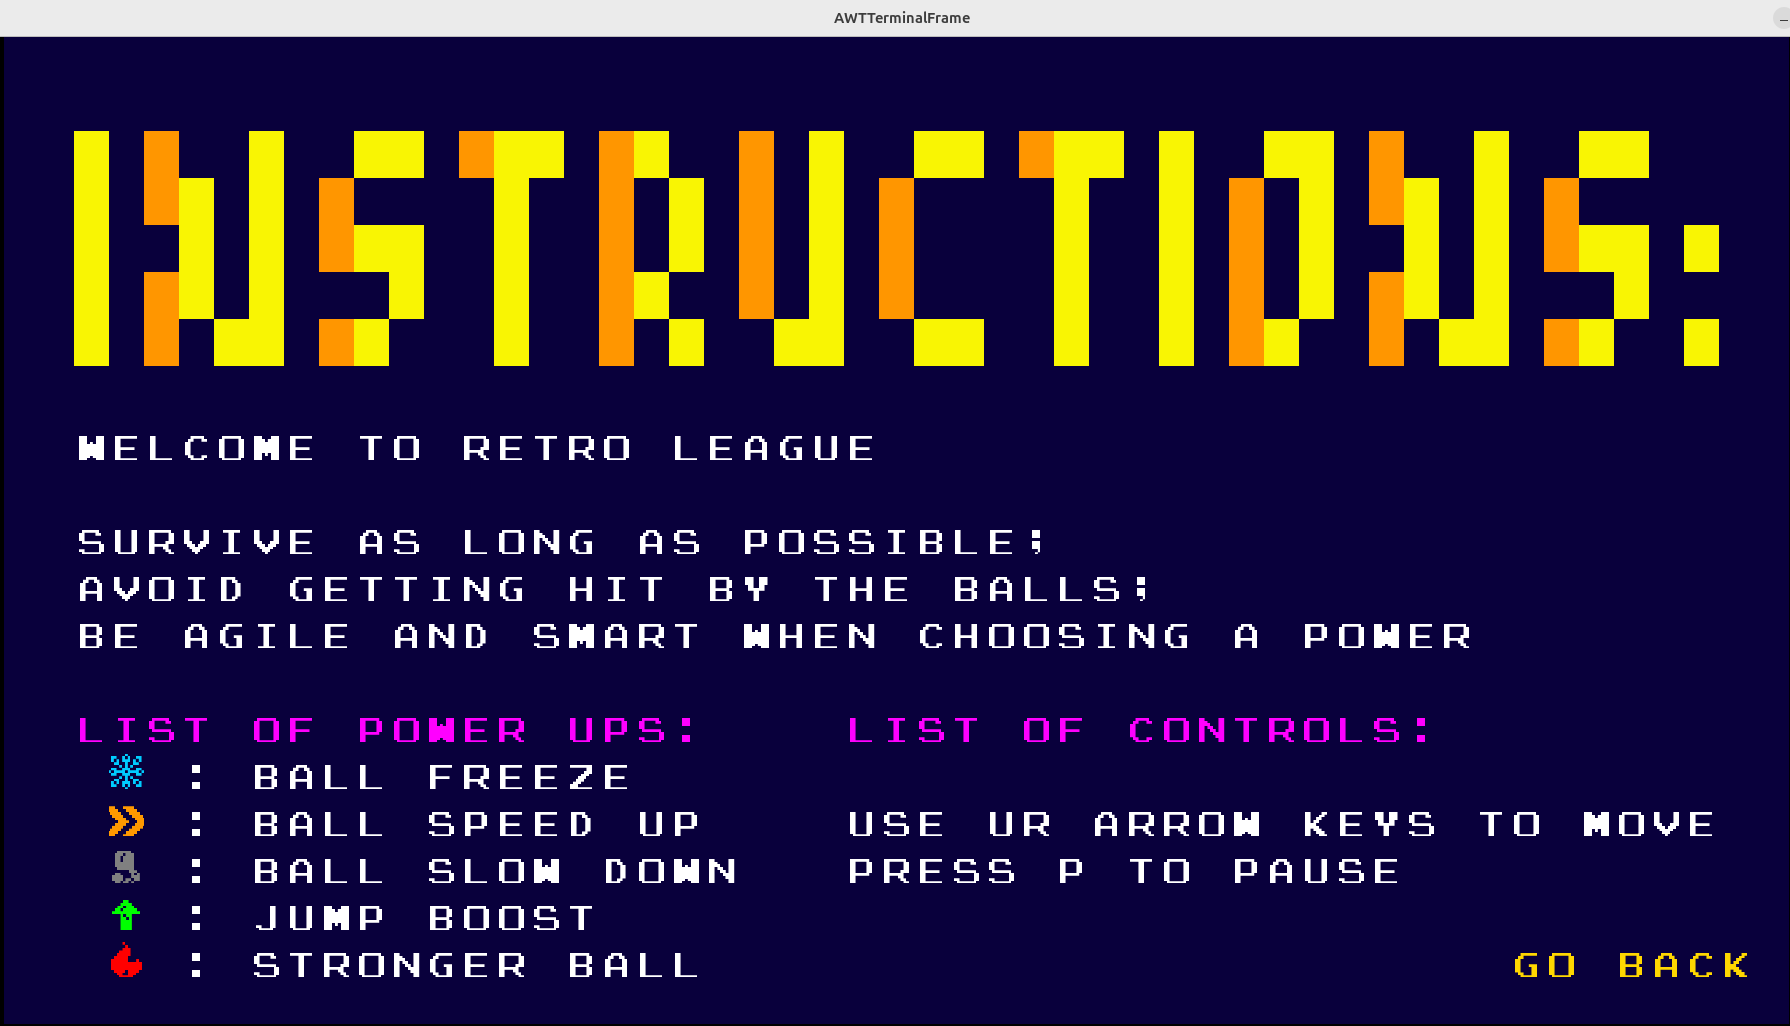 AWTTerminalFrame
INSTRUCTIONS:
WELCOME TO RETRO LEAGUE
SURVIVE AS LONG AS POSSIBLE;
AVOID GETTING HIT BY THE BALLS;
BE AGILE AND SMART WHEN CHOOSING A POWER
LIST OF POWER UPS:
: BALL FREEZE
: BALL SPEED UP
: BALL SLOW DOWN
: JUMP BOOST
: STRONGER BALL
LIST OF CONTROLS:
USE UR ARROW KEYS TO MOVE
PRESS P TO PAUSE
GO BACK